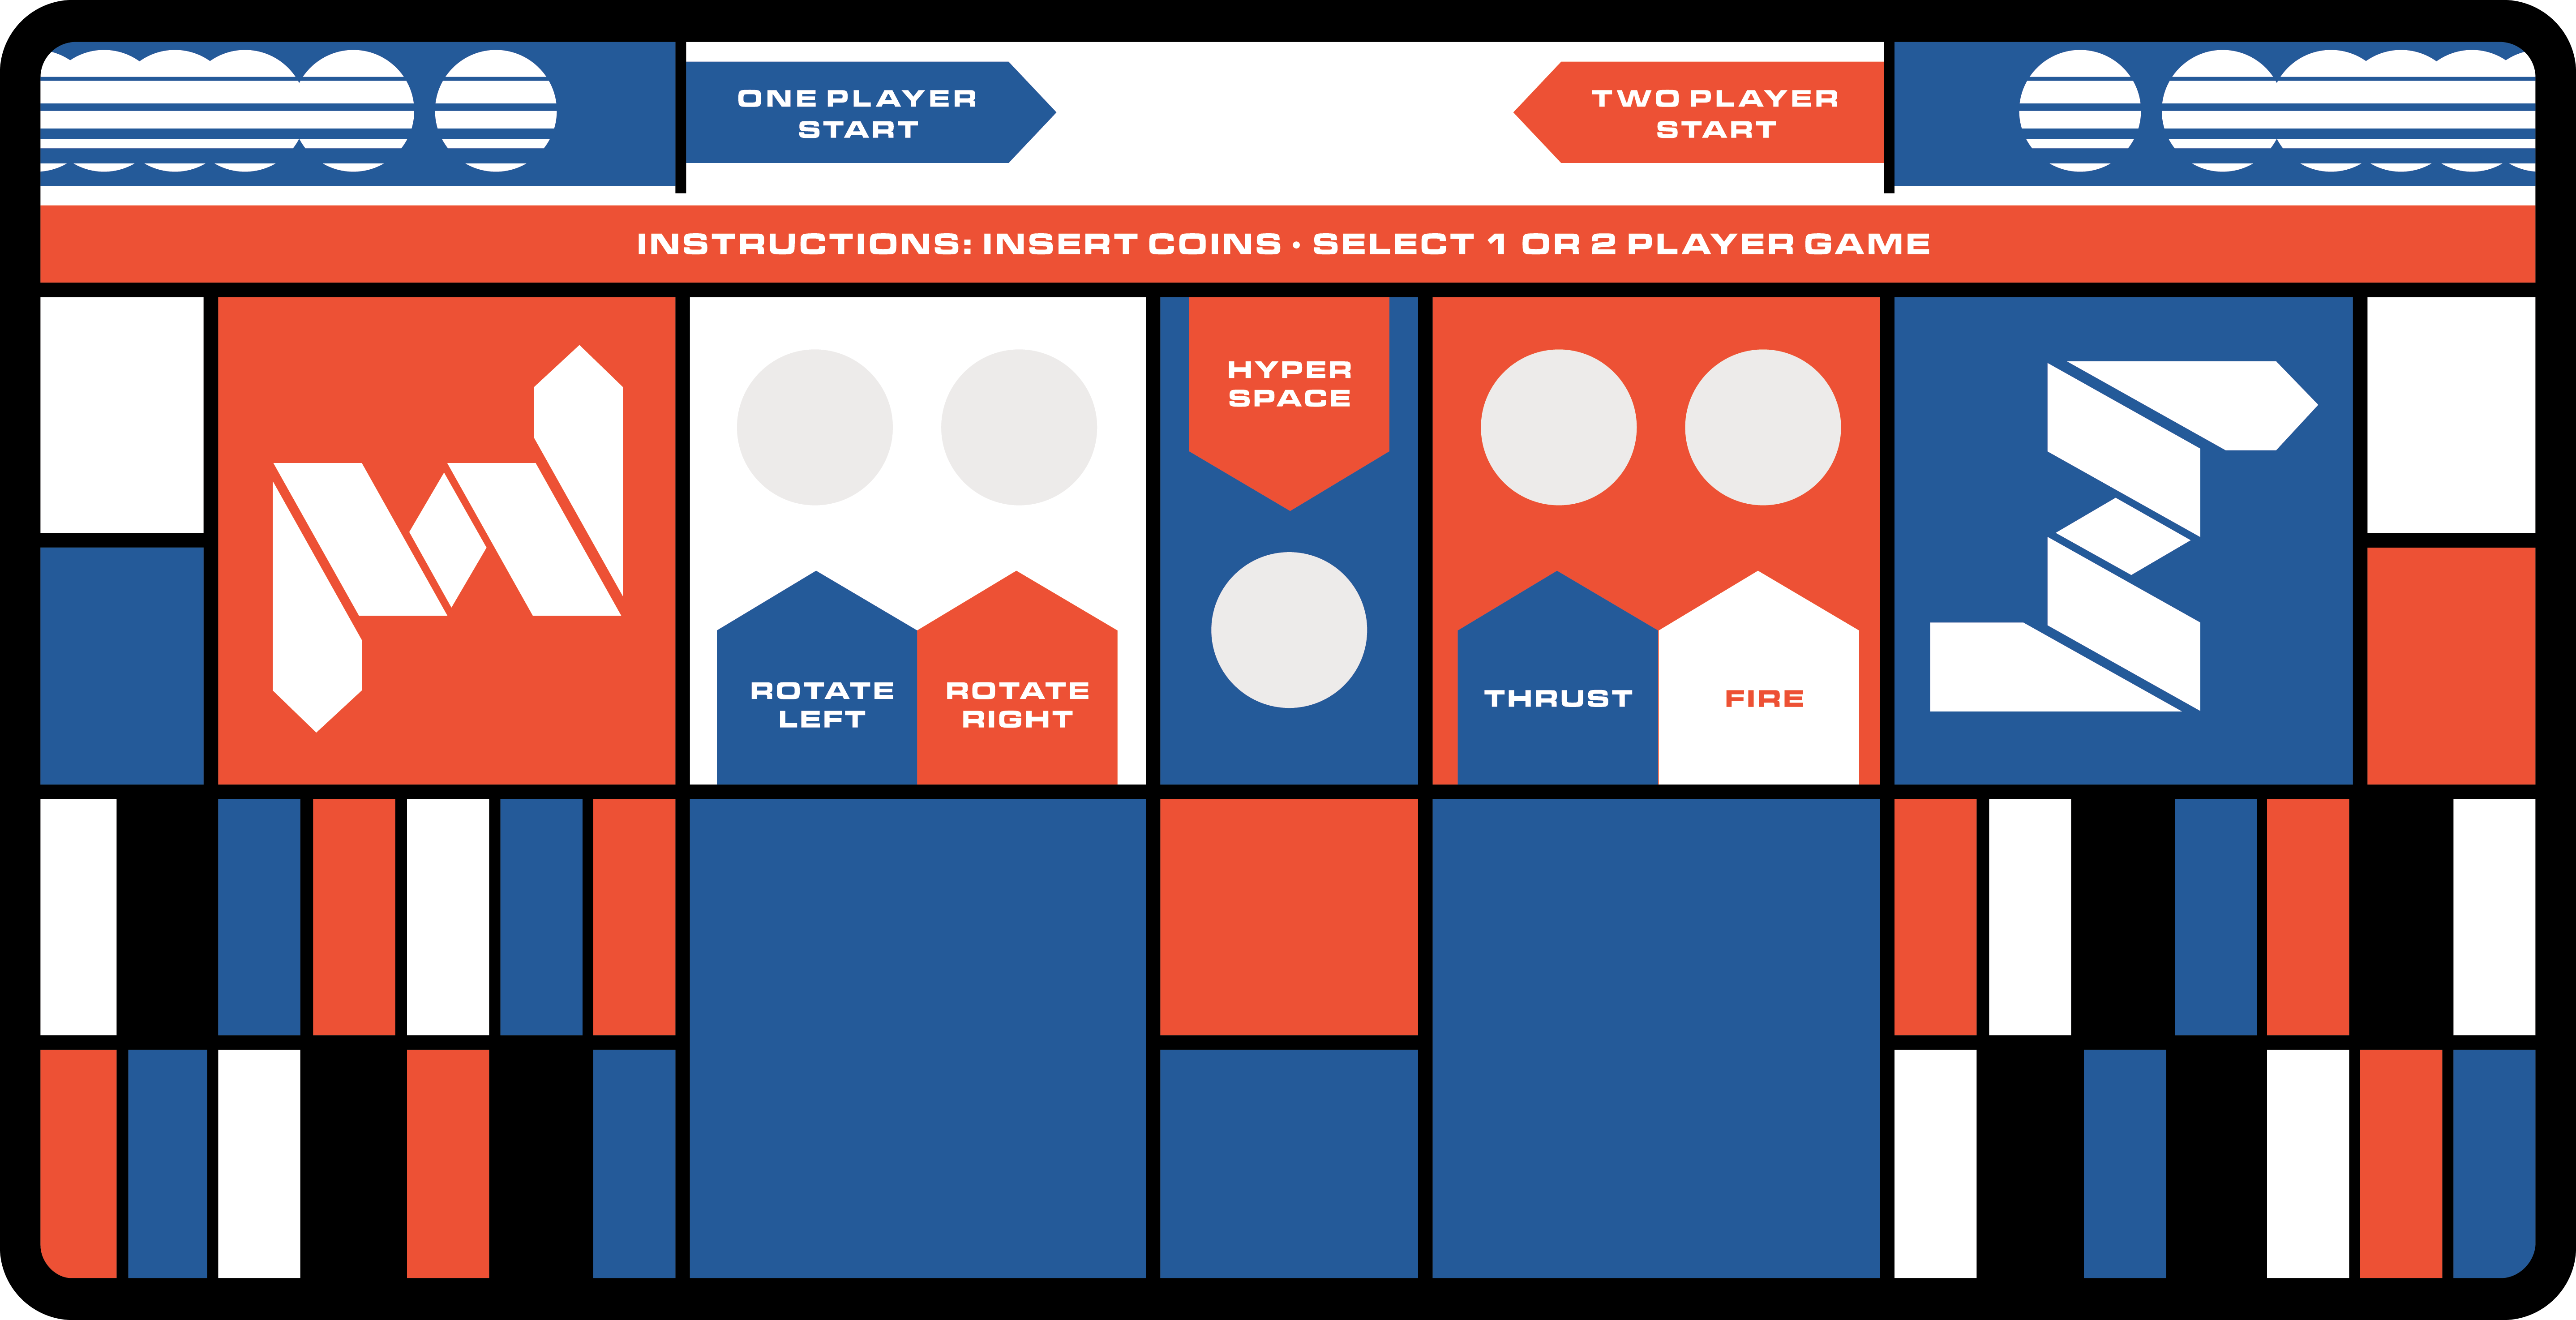 ONE PLAYER
START
TWO PLAYER
START
INSTRUCTIONS: INSERT COINS · SELECT 1 OR 2 PLAYER GAME
HYPER
SPACE
ROTATE
LEFT
ROTATE
RIGHT
THRUST
FIRE